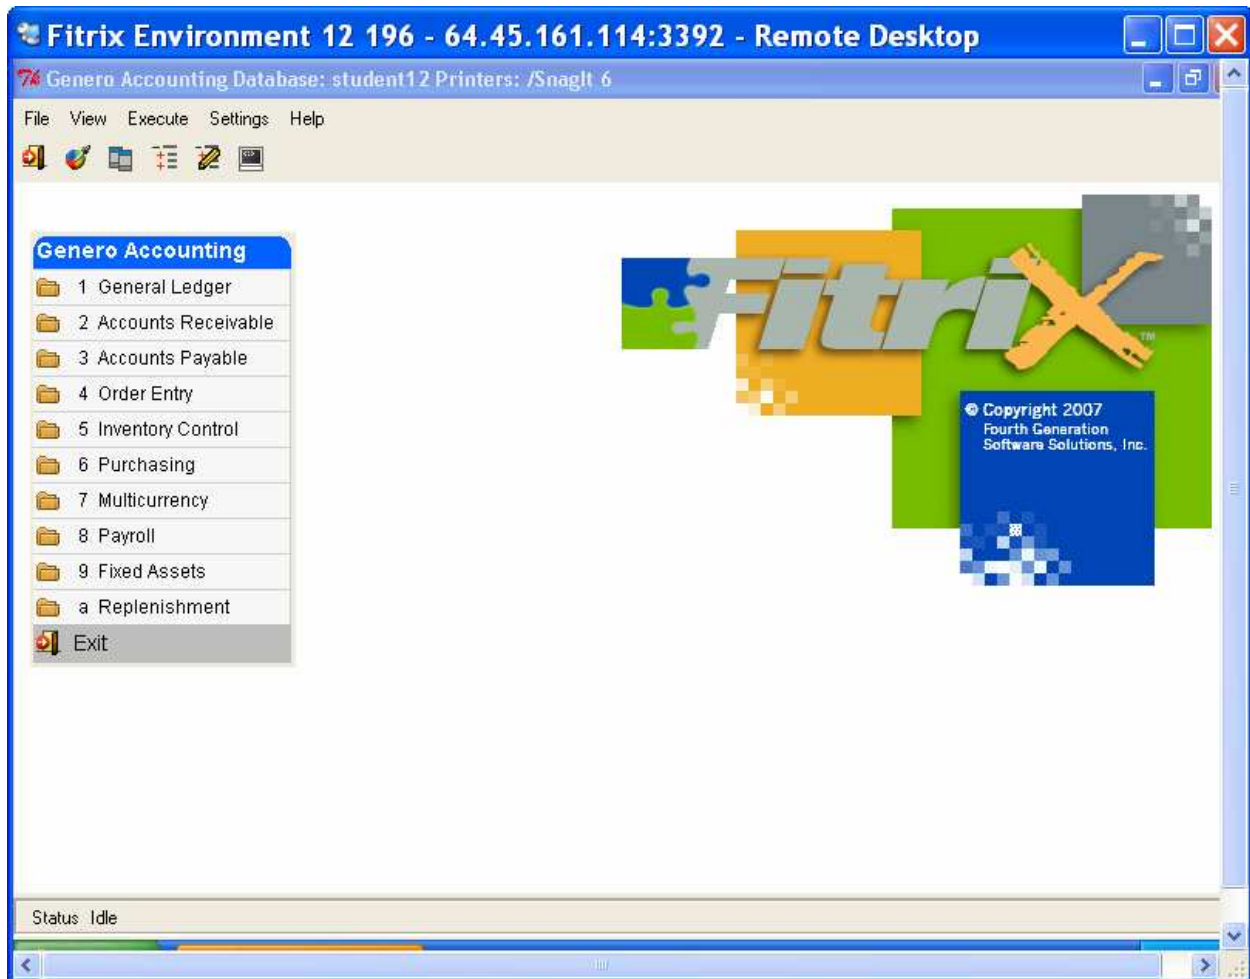 Fitrix Environment 12 196 - 64.45.161.114:3392 - Remote Desktop
Genero Accounting Database: student12 Printers: /SnagIt 6
File View Execute Settings Help
Genero Accounting
1 General Ledger
2 Accounts Receivable
3 Accounts Payable
4 Order Entry
5 Inventory Control
6 Purchasing
7 Multicurrency
8 Payroll
9 Fixed Assets
a Replenishment
Exit
FitriX
TM
© Copyright 2007
Fourth Generation
Software Solutions, Inc.
Status Idle